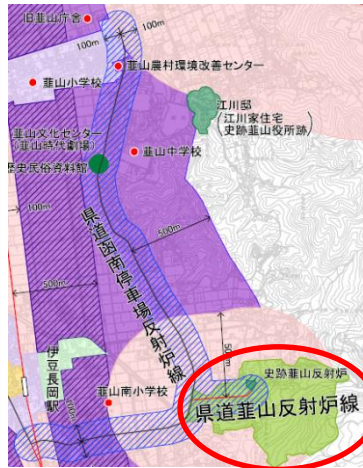 旧韮山庁舎
100m
100m
韮山農村環境改善センター
韮山小学校
江川邸
(江川家住宅
史跡韮山役所跡)
韮山文化センター
(韮山時代劇場)
韮山中学校
歴史民俗資料館
100m
500m
県道函南停車場反射炉線
500m
伊豆長岡駅
史跡韮山反射炉
韮山南小学校
県道韮山反射炉線